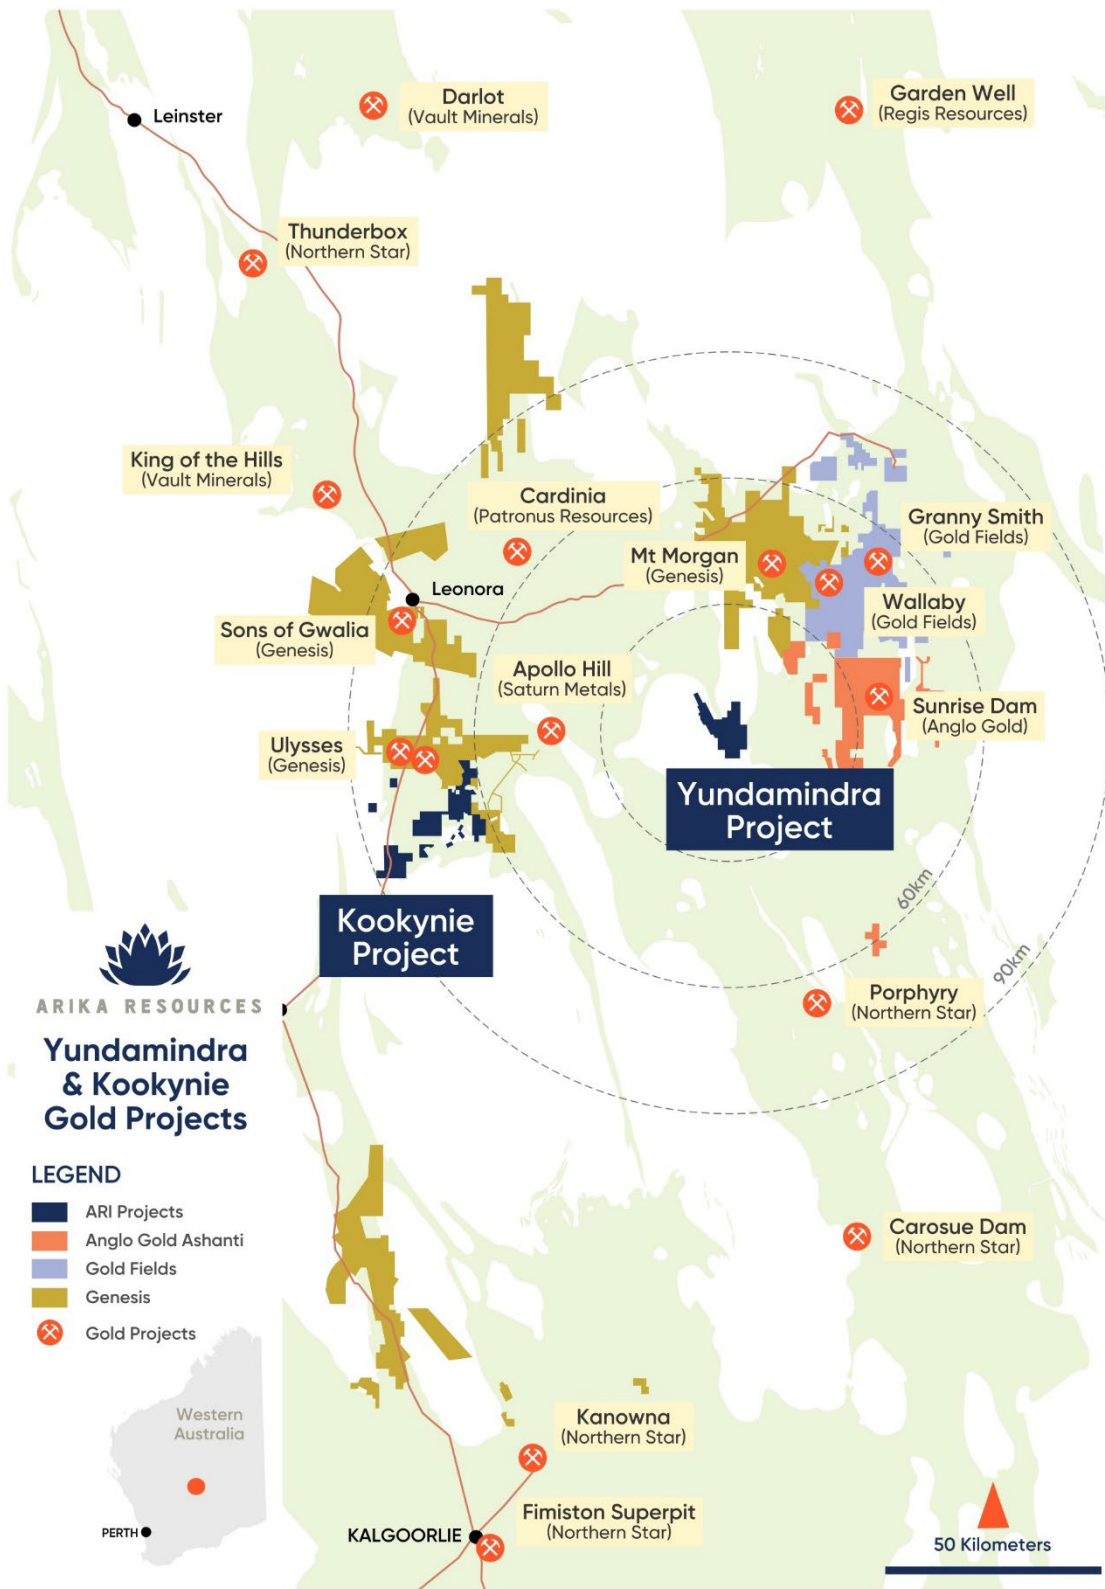 Leinster
Darlot
(Vault Minerals)
Garden Well
(Regis Resources)
Thunderbox
(Northern Star)
King of the Hills
(Vault Minerals)
Cardinia
(Patronus Resources)
Granny Smith
(Gold Fields)
Mt Morgan
(Genesis)
Leonora
Wallaby
(Gold Fields)
Sons of Gwalia
(Genesis)
Apollo Hill
(Saturn Metals)
Sunrise Dam
(Anglo Gold)
Ulysses
(Genesis)
Yundamindra
Project
60km
90km
Kookynie
Project
Porphyry
(Northern Star)
ARIKA RESOURCES
Yundamindra
& Kookynie
Gold Projects
LEGEND
ARI Projects
Anglo Gold Ashanti
Gold Fields
Genesis
Gold Projects
Carosue Dam
(Northern Star)
Western
Australia
PERTH
Kanowna
(Northern Star)
Fimiston Superpit
(Northern Star)
KALGOORLIE
50 Kilometers